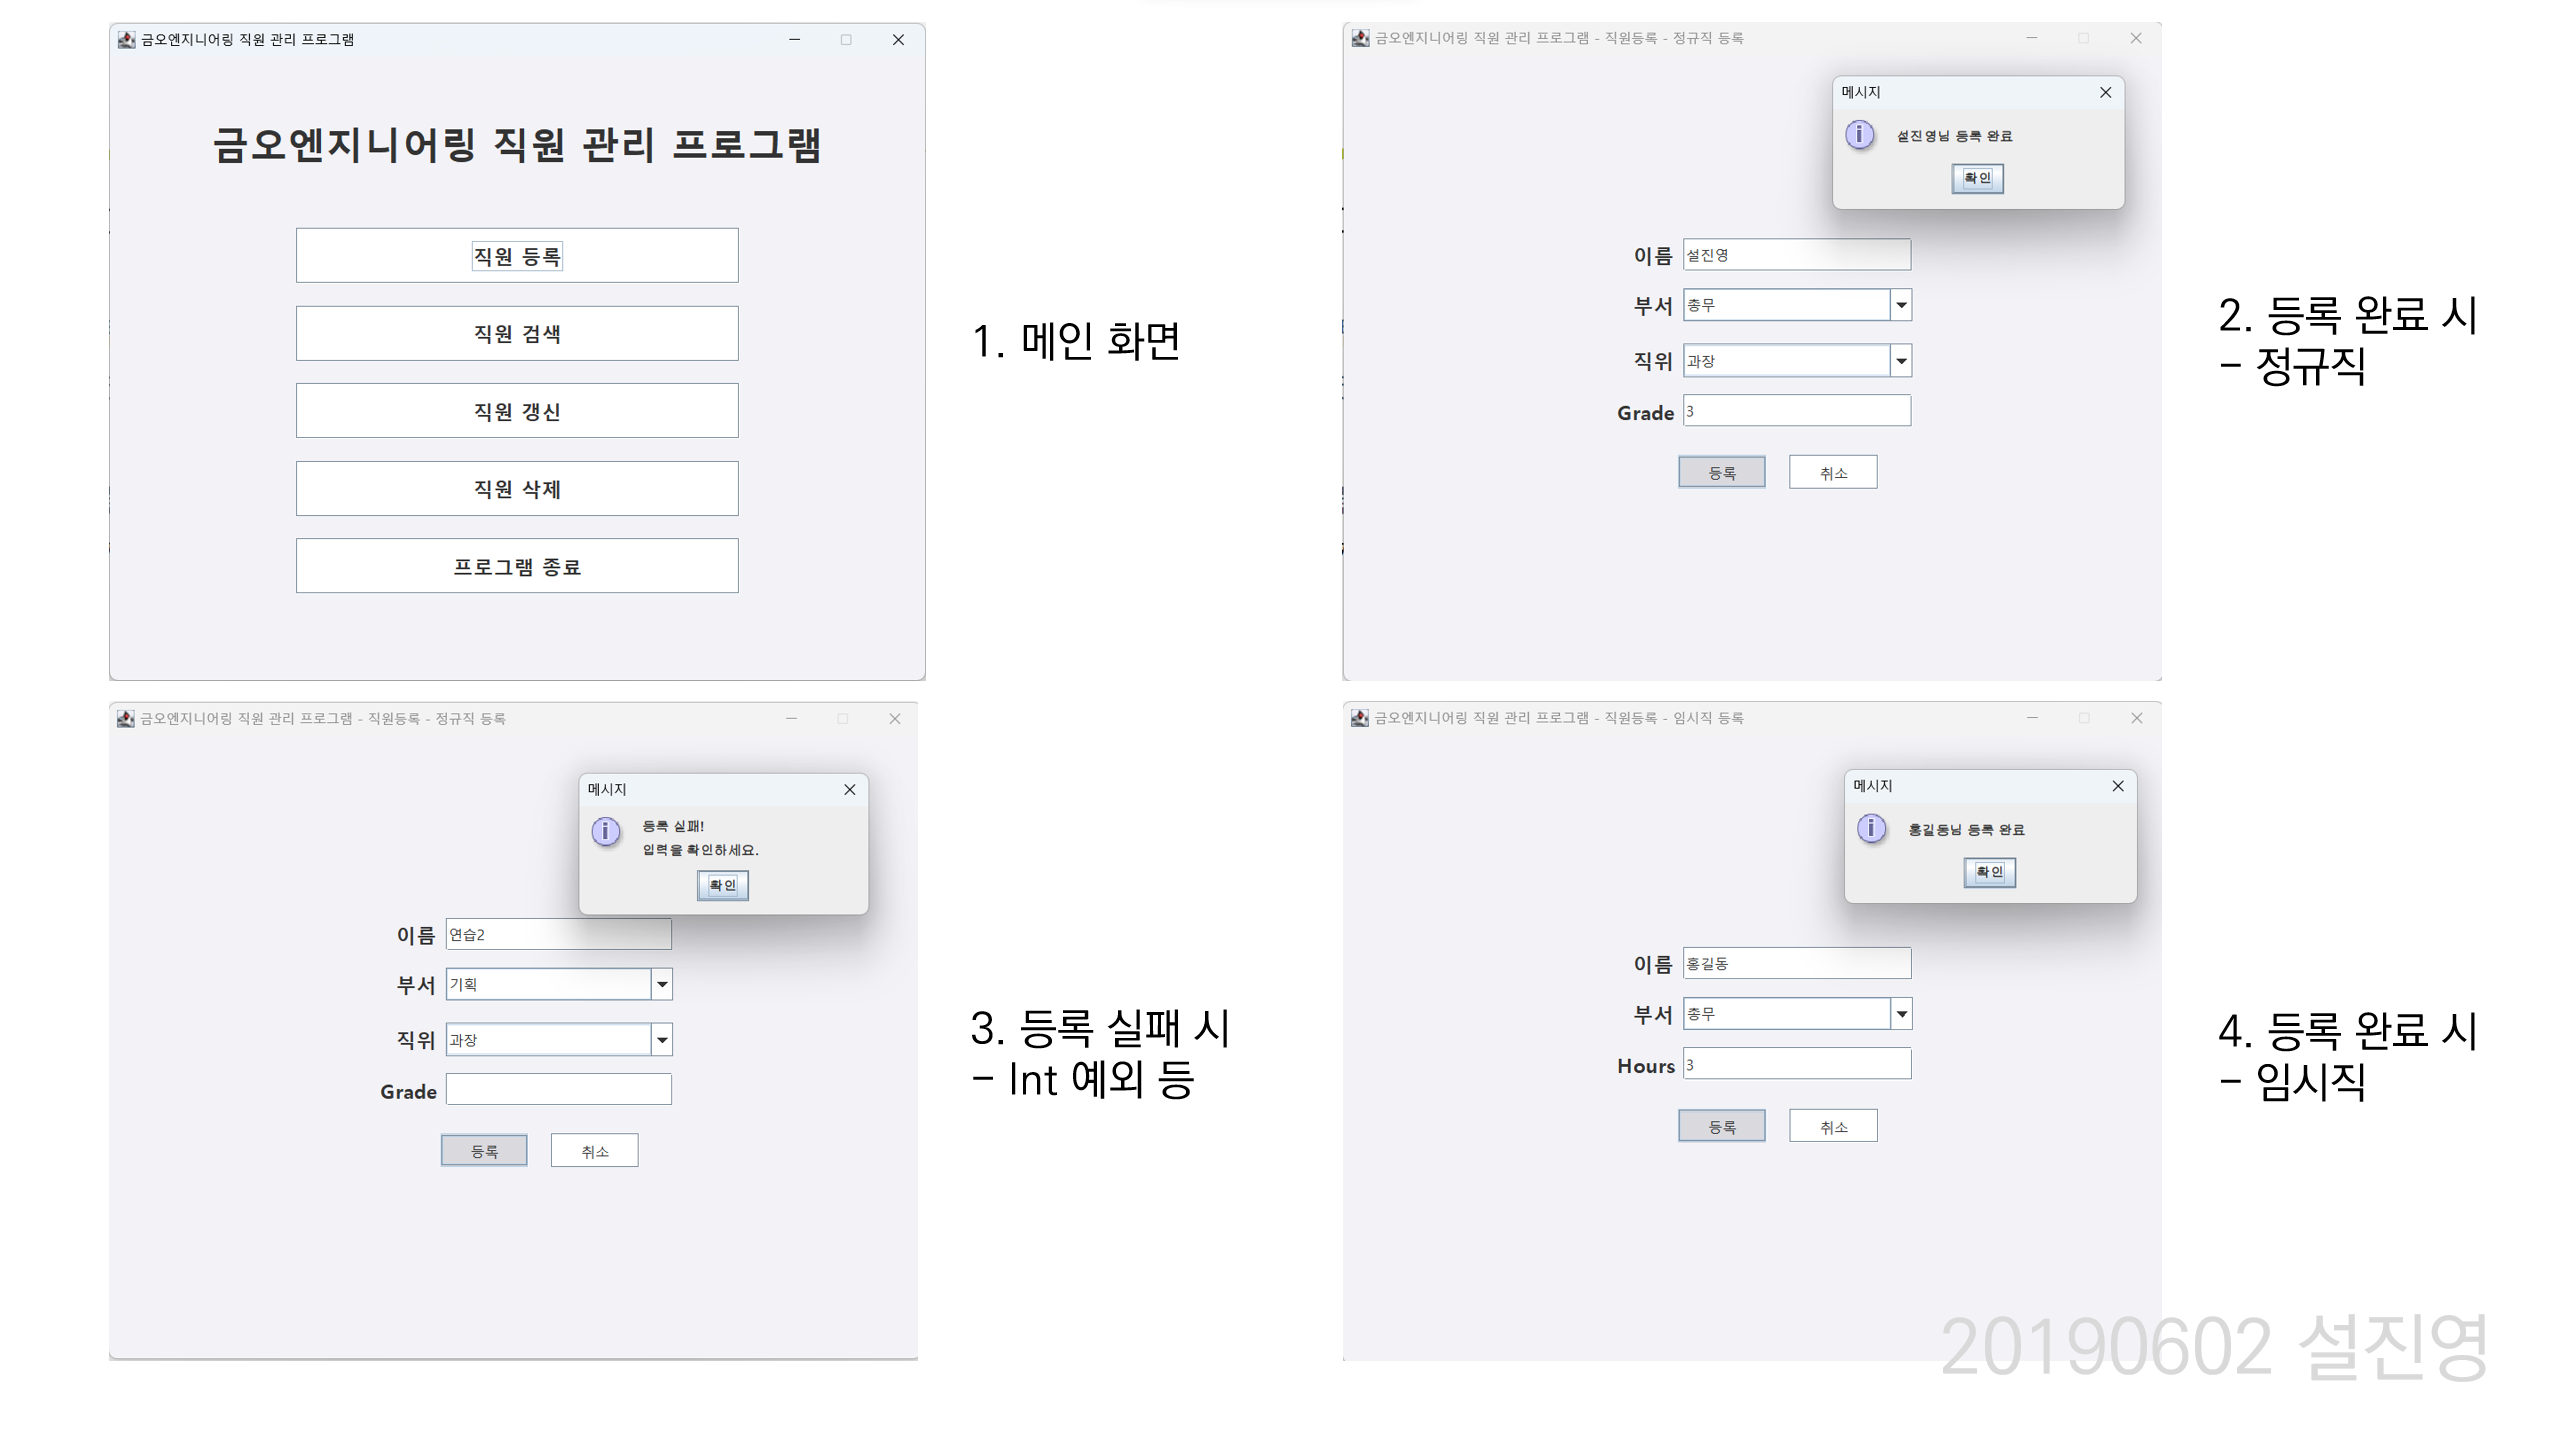 금오엔지니어링 직원 관리 프로그램
금오엔지니어링 직원 관리 프로그램
직원 등록
직원 검색
직원 갱신
직원 삭제
프로그램 종료
1. 메인 화면
금오엔지니어링 직원 관리 프로그램 - 직원등록 - 정규직 등록
메시지
설진영님 등록 완료
확인
이름 설진영
부서 총무
직위 과장
Grade 3
등록 취소
2. 등록 완료 시
- 정규직
금오엔지니어링 직원 관리 프로그램 - 직원등록 - 정규직 등록
메시지
등록 실패!
입력을 확인하세요.
확인
이름 연습2
부서 기획
직위 과장
Grade
등록 취소
3. 등록 실패 시
- Int 예외 등
금오엔지니어링 직원 관리 프로그램 - 직원등록 - 임시직 등록
메시지
홍길동님 등록 완료
확인
이름 홍길동
부서 총무
Hours 3
등록 취소
4. 등록 완료 시
- 임시직
20190602 설진영